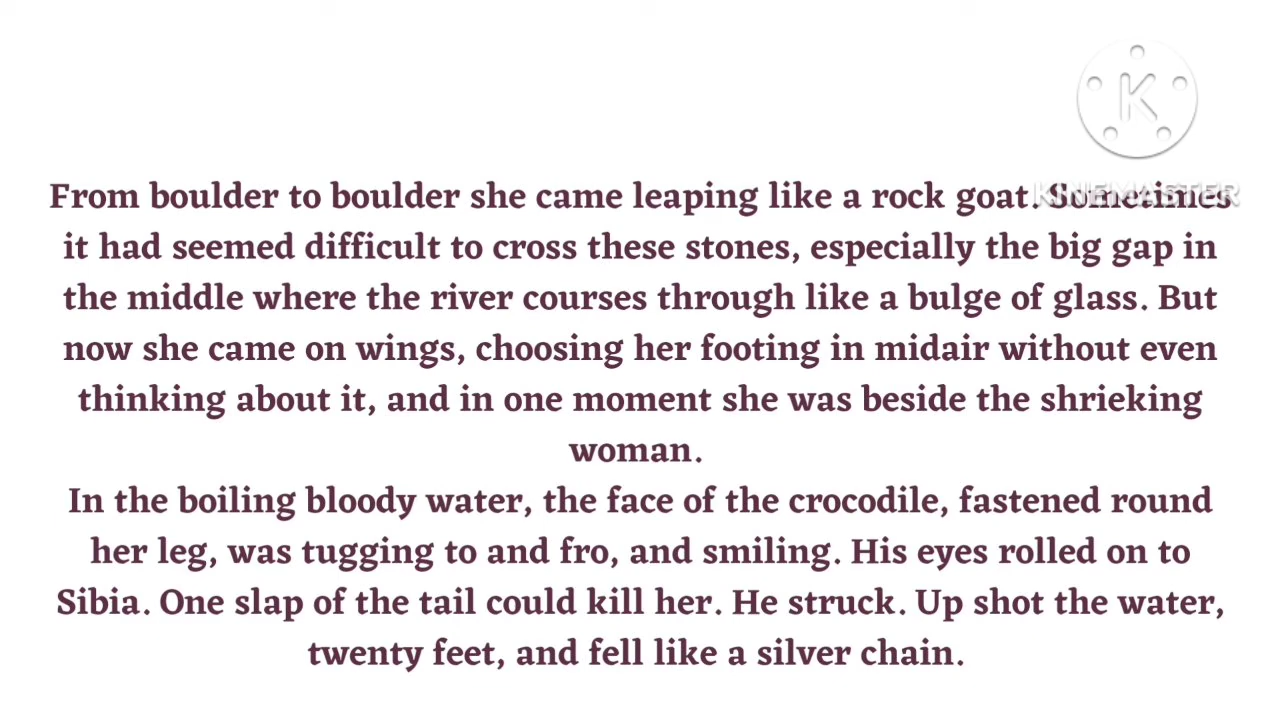 K
KINEMASTER
From boulder to boulder she came leaping like a rock goat. Sometimes
it had seemed difficult to cross these stones, especially the big gap in
the middle where the river courses through like a bulge of glass. But
now she came on wings, choosing her footing in midair without even
thinking about it, and in one moment she was beside the shrieking
woman.
In the boiling bloody water, the face of the crocodile, fastened round
her leg, was tugging to and fro, and smiling. His eyes rolled on to
Sibia. One slap of the tail could kill her. He struck. Up shot the water,
twenty feet, and fell like a silver chain.